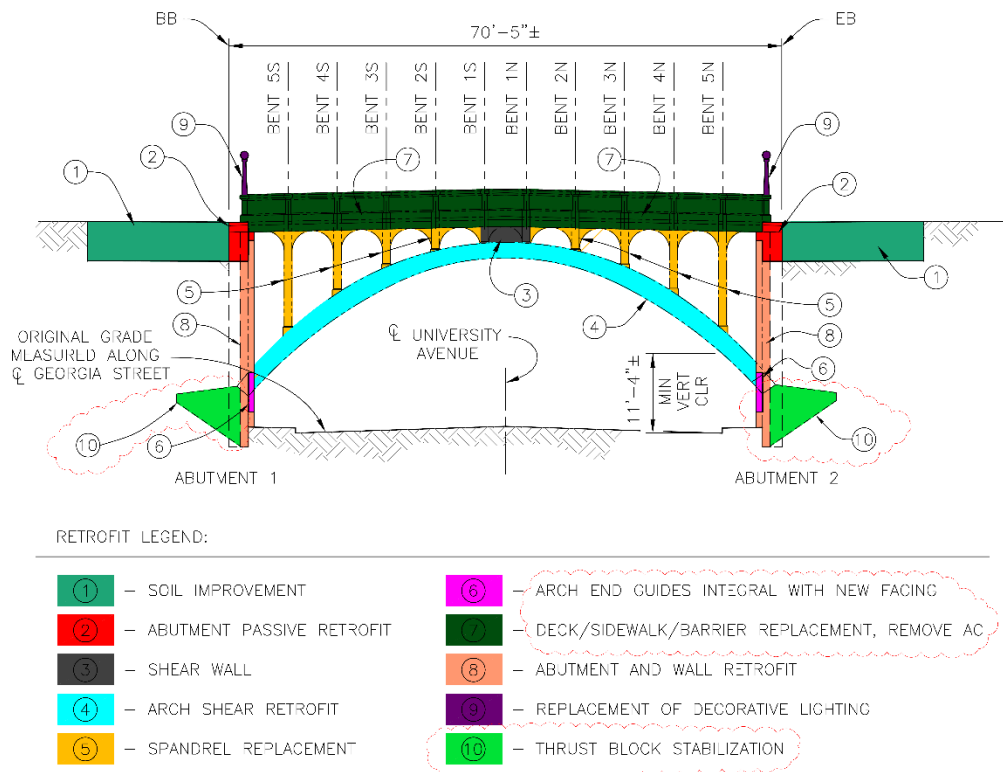 BB
EB
70'-5"±
BENT 5S
BENT 4S
BENT 3S
BENT 2S
BENT 1S
BENT 1N
BENT 2N
BENT 3N
BENT 4N
BENT 5N
9
9
2
7
7
2
1
1
5
3
5
4
8
8
ORIGINAL GRADE
MLASURED ALONG
℄ GEORGIA STREET
℄ UNIVERSITY
AVENUE
11'-4"±
MIN
VERT
CLR
6
6
10
10
ABUTMENT 1
ABUTMENT 2
RETROFIT LEGEND:
1 – SOIL IMPROVEMENT
2 – ABUTMENT PASSIVE RETROFIT
3 – SHEAR WALL
4 – ARCH SHEAR RETROFIT
5 – SPANDREL REPLACEMENT
6 – ARCH END GUIDES INTEGRAL WITH NEW FACING
7 – DECK/SIDEWALK/BARRIER REPLACEMENT, REMOVE AC
8 – ABUTMENT AND WALL RETROFIT
9 – REPLACEMENT OF DECORATIVE LIGHTING
10 – THRUST BLOCK STABILIZATION